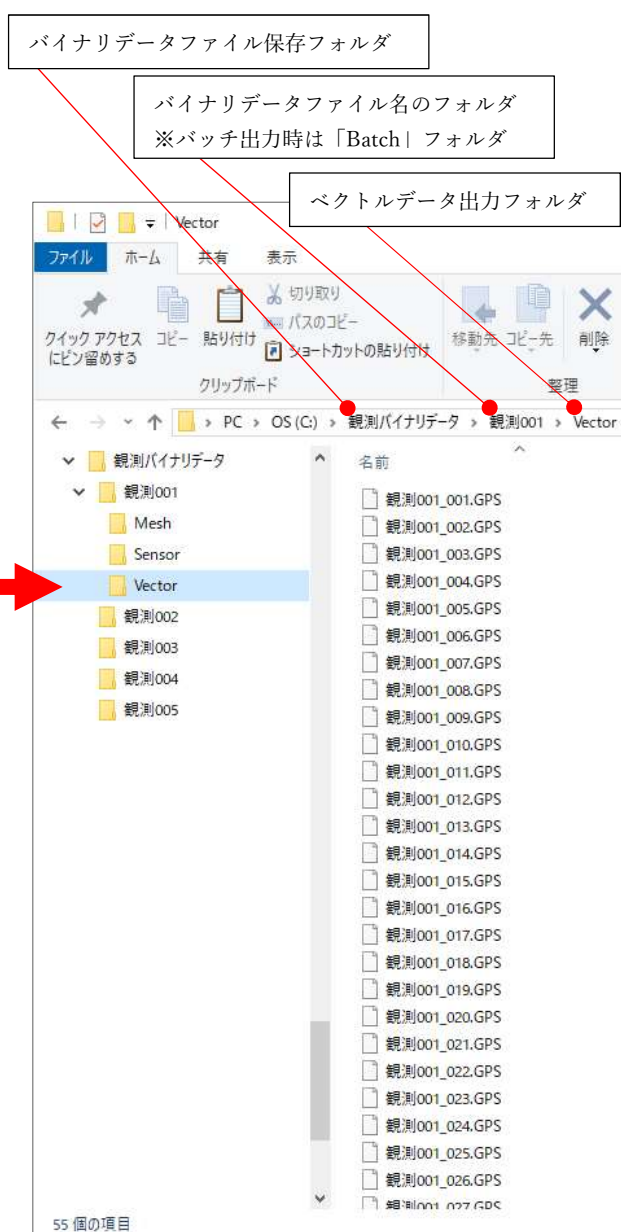 バイナリデータファイル保存フォルダ
バイナリデータファイル名のフォルダ
※バッチ出力時は「Batch」フォルダ
ベクトルデータ出力フォルダ
Vector
ファイル ホーム 共有 表示
クイック アクセスにピン留めする コピー 貼り付け
切り取り
パスのコピー
ショートカットの貼り付け
移動先 コピー先 削除
クリップボード 整理
PC > OS (C:) > 観測バイナリデータ > 観測001 > Vector
観測バイナリデータ
観測001
Mesh
Sensor
Vector
観測002
観測003
観測004
観測005
名前
観測001_001.GPS
観測001_002.GPS
観測001_003.GPS
観測001_004.GPS
観測001_005.GPS
観測001_006.GPS
観測001_007.GPS
観測001_008.GPS
観測001_009.GPS
観測001_010.GPS
観測001_011.GPS
観測001_012.GPS
観測001_013.GPS
観測001_014.GPS
観測001_015.GPS
観測001_016.GPS
観測001_017.GPS
観測001_018.GPS
観測001_019.GPS
観測001_020.GPS
観測001_021.GPS
観測001_022.GPS
観測001_023.GPS
観測001_024.GPS
観測001_025.GPS
観測001_026.GPS
観測001_027.GPS
55 個の項目